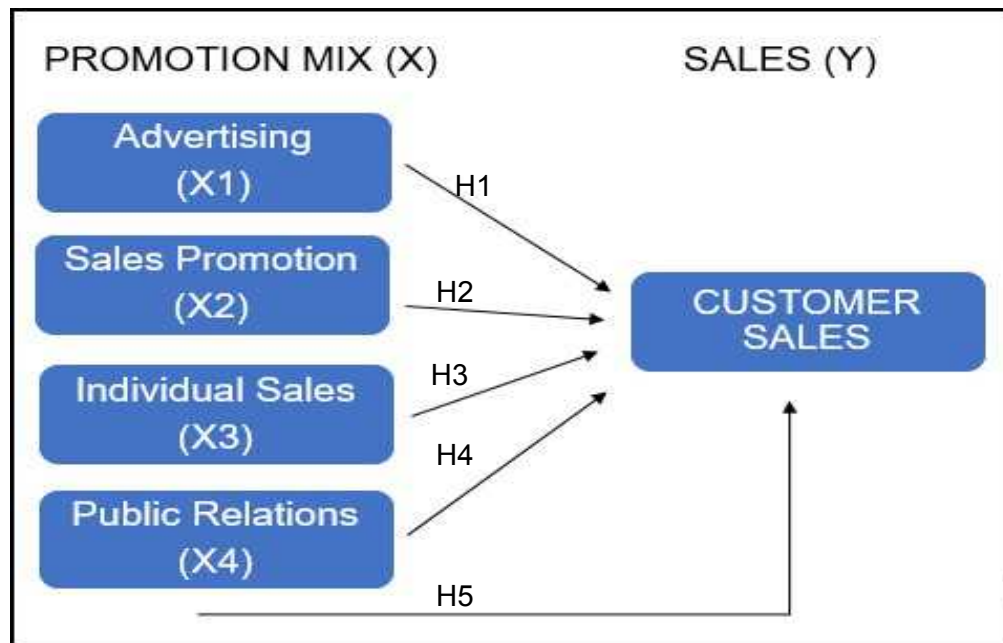 PROMOTION MIX (X)
SALES (Y)
Advertising
(X1)
H1
Sales Promotion
(X2)
H2
CUSTOMER
SALES
Individual Sales
(X3)
H3
H4
Public Relations
(X4)
H5